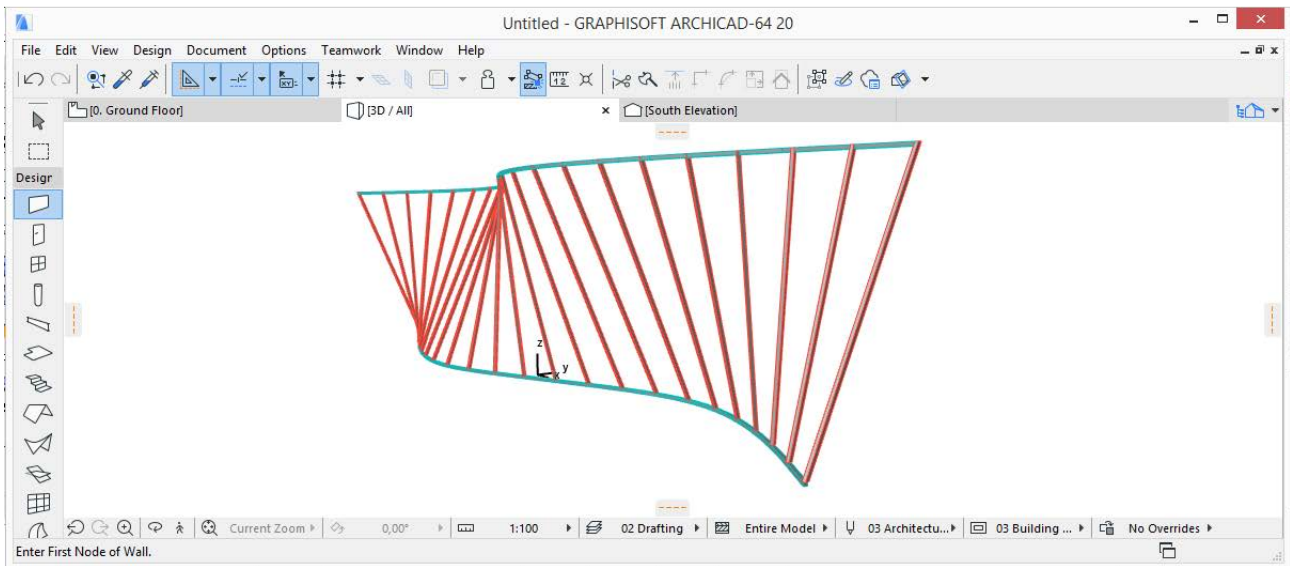 Untitled - GRAPHISOFT ARCHICAD-64 20
File Edit View Design Document Options Teamwork Window Help
[0. Ground Floor] [3D / All] [South Elevation]
Design
z
y
x
Current Zoom 0,00° 1:100 02 Drafting Entire Model 03 Architectu... 03 Building ... No Overrides
Enter First Node of Wall.